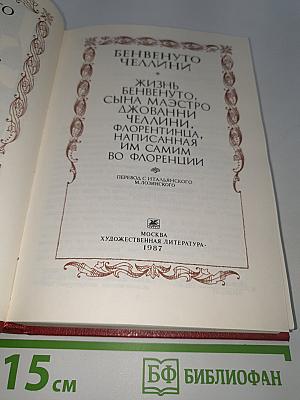 ТО
БЕНВЕНУТО
ЧЕЛЛИНИ
ЖИЗНЬ
БЕНВЕНУТО,
СЫНА МАЭСТРО
ДЖОВАННИ
ЧЕЛЛИНИ,
ФЛОРЕНТИНЦА,
НАПИСАННАЯ
ИМ САМИМ
ВО ФЛОРЕНЦИИ
ПЕРЕВОД С ИТАЛЬЯНСКОГО
М.ЛОЗИНСКОГО
МОСКВА
ХУДОЖЕСТВЕННАЯ ЛИТЕРАТУРА
1987
15 см
БФ БИБЛИОФАН